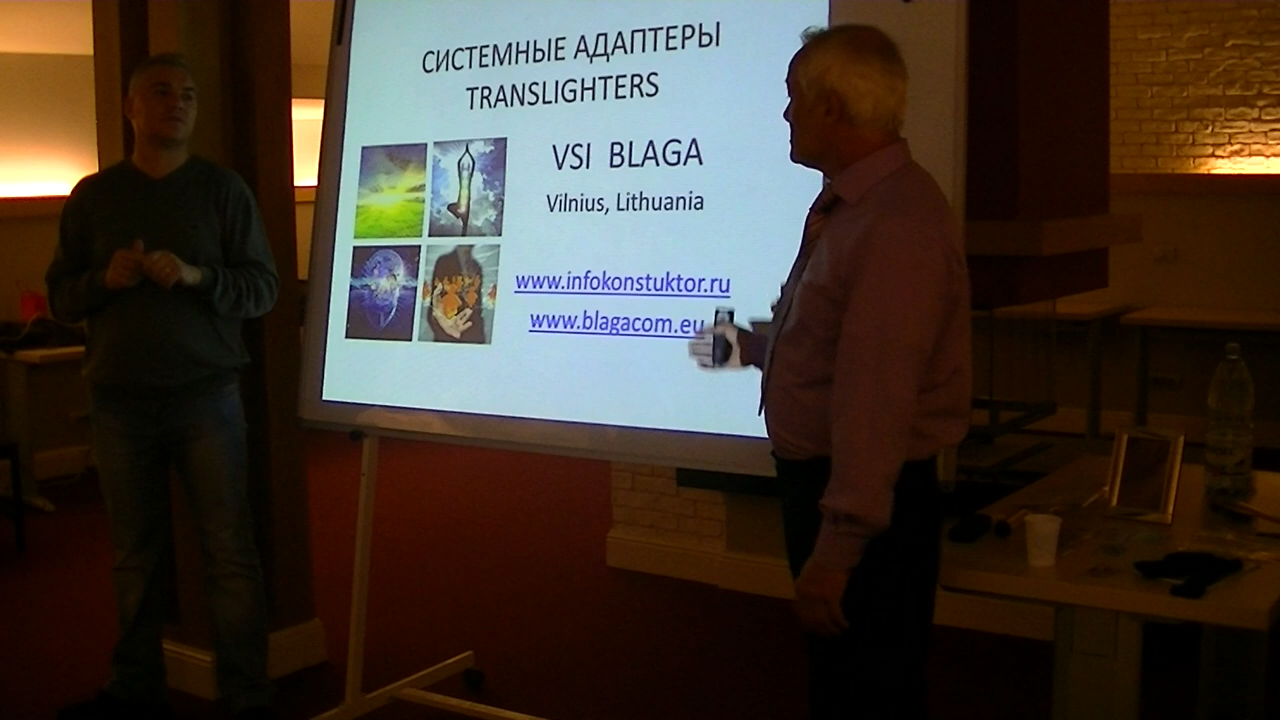 СИСТЕМНЫЕ АДАПТЕРЫ
TRANSLIGHTERS
VSI BLAGA
Vilnius, Lithuania
www.infokonstuktor.ru
www.blagacom.eu